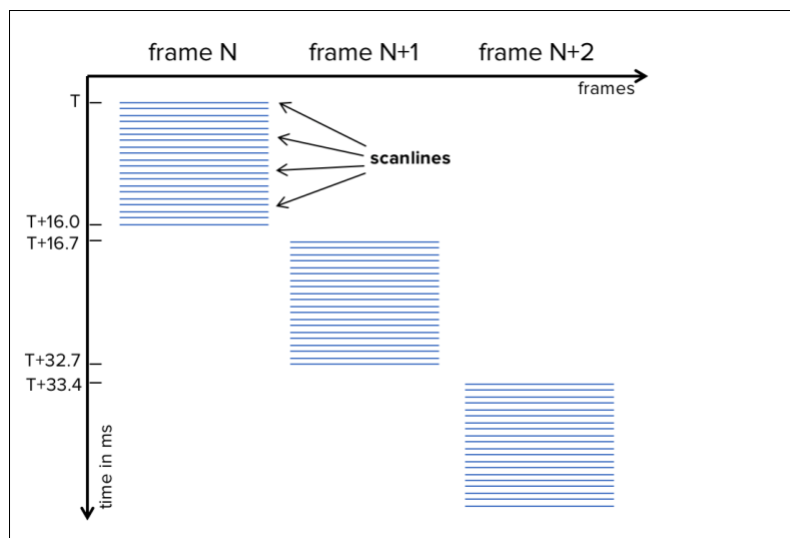 frame N
frame N+1
frame N+2
frames
T
scanlines
T+16.0
T+16.7
T+32.7
T+33.4
time in ms